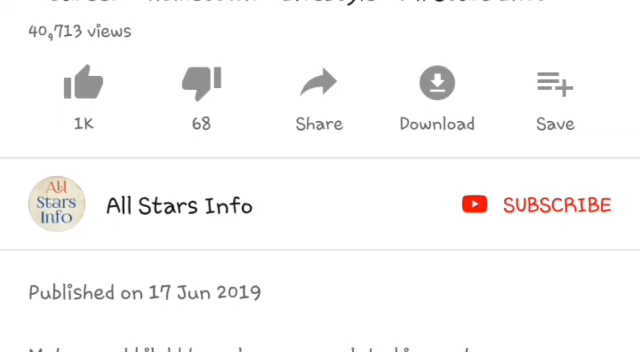 40,713 views
1K
68
Share
Download
Save
All
Stars
Info
All Stars Info
SUBSCRIBE
Published on 17 Jun 2019